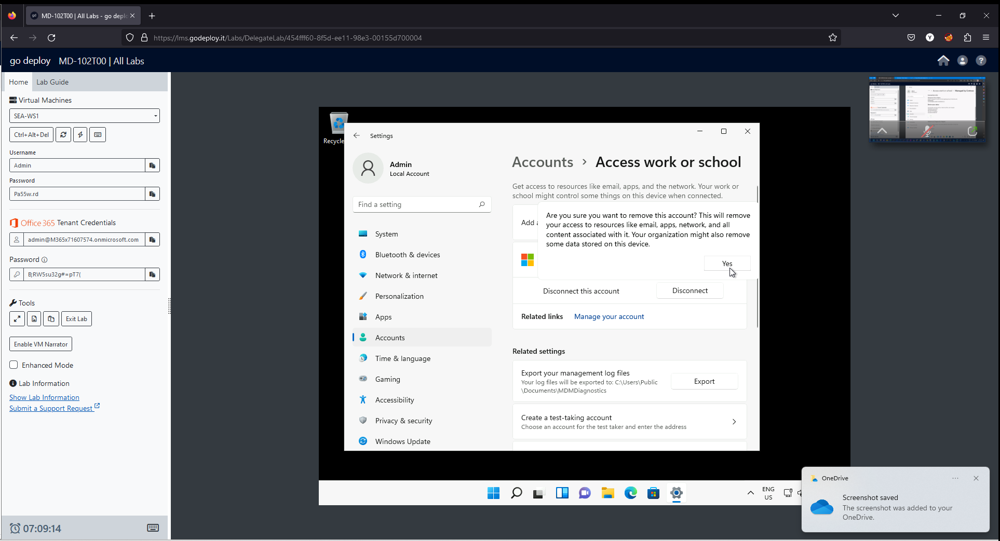 MD-102T00 | All Labs - go deplo
https://lms.godeploy.it/Labs/DelegateLab/454fff60-8f5d-ee11-98e3-00155d700004
Y
go deploy MD-102T00 | All Labs
Home Lab Guide
Virtual Machines
SEA-WS1
Ctrl+Alt+Del
Username
Admin
Password
Pa55w.rd
Office 365 Tenant Credentials
admin@M365x71607574.onmicrosoft.com
Password
B;RW5su32g#=pT7(
Tools
Exit Lab
Enable VM Narrator
Enhanced Mode
Lab Information
Show Lab Information
Submit a Support Request
07:09:14
Recycle
Settings
Admin
Local Account
Find a setting
System
Bluetooth & devices
Network & internet
Personalization
Apps
Accounts
Time & language
Gaming
Accessibility
Privacy & security
Windows Update
Accounts › Access work or school
Get access to resources like email, apps, and the network. Your work or
school might control some things on this device when connected.
Add a
Are you sure you want to remove this account? This will remove
your access to resources like email, apps, network, and all
content associated with it. Your organization might also remove
some data stored on this device.
Yes
Disconnect this account
Disconnect
Related links Manage your account
Related settings
Export your management log files
Your log files will be exported to: C:\Users\Public
\Documents\MDMDiagnostics
Export
Create a test-taking account
Choose an account for the test taker and enter the address
ENG
US
OneDrive
Screenshot saved
The screenshot was added to your
OneDrive.